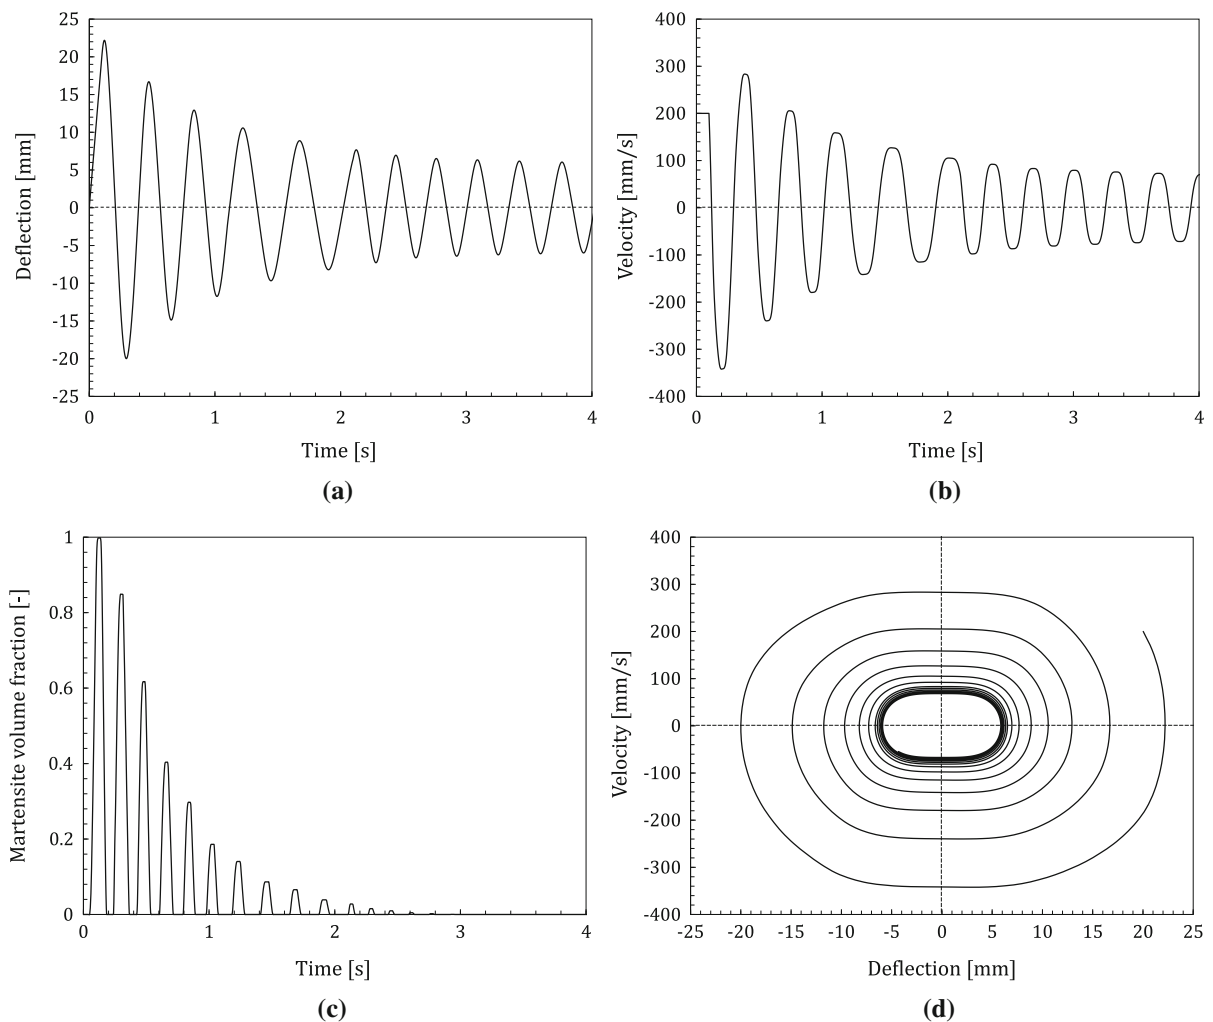 25
20
15
10
5
0
-5
-10
-15
-20
-25
Deflection [mm]
0 1 2 3 4
Time [s]
(a)
400
300
200
100
0
-100
-200
-300
-400
Velocity [mm/s]
0 1 2 3 4
Time [s]
(b)
1
0.8
0.6
0.4
0.2
0
Martensite volume fraction [-]
0 1 2 3 4
Time [s]
(c)
400
300
200
100
0
-100
-200
-300
-400
Velocity [mm/s]
-25 -20 -15 -10 -5 0 5 10 15 20 25
Deflection [mm]
(d)